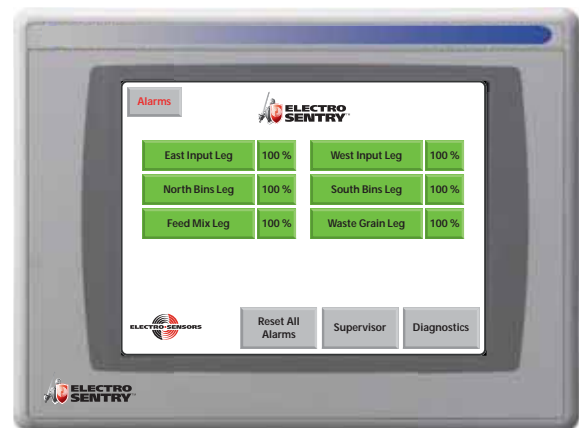 Alarms
ELECTRO
SENTRY
East Input Leg 100 % West Input Leg 100 %
North Bins Leg 100 % South Bins Leg 100 %
Feed Mix Leg 100 % Waste Grain Leg 100 %
ELECTRO-SENSORS
Reset All
Alarms
Supervisor
Diagnostics
ELECTRO
SENTRY